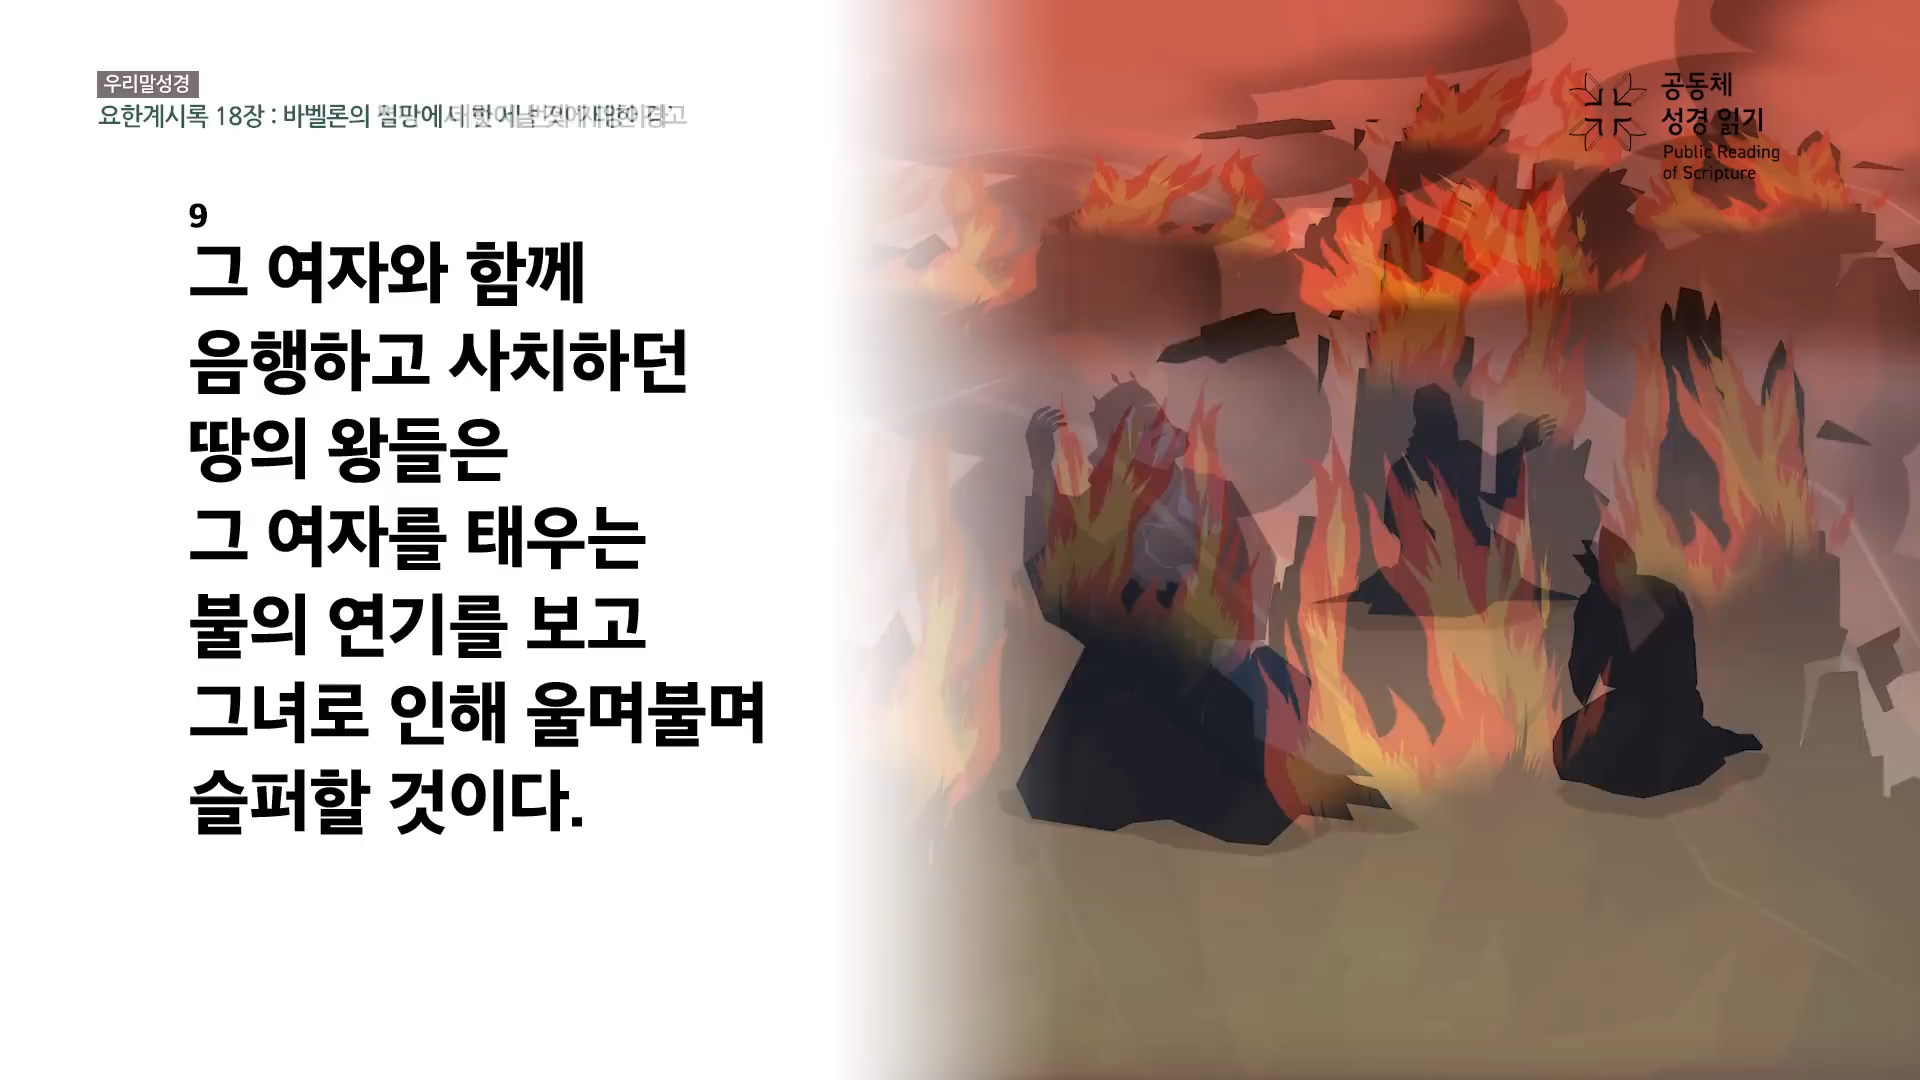 우리말성경
요한계시록 18장 : 바벨론의
공동체
성경 읽기
Public Reading
of Scripture
9
그 여자와 함께
음행하고 사치하던
땅의 왕들은
그 여자를 태우는
불의 연기를 보고
그녀로 인해 울며불며
슬퍼할 것이다.